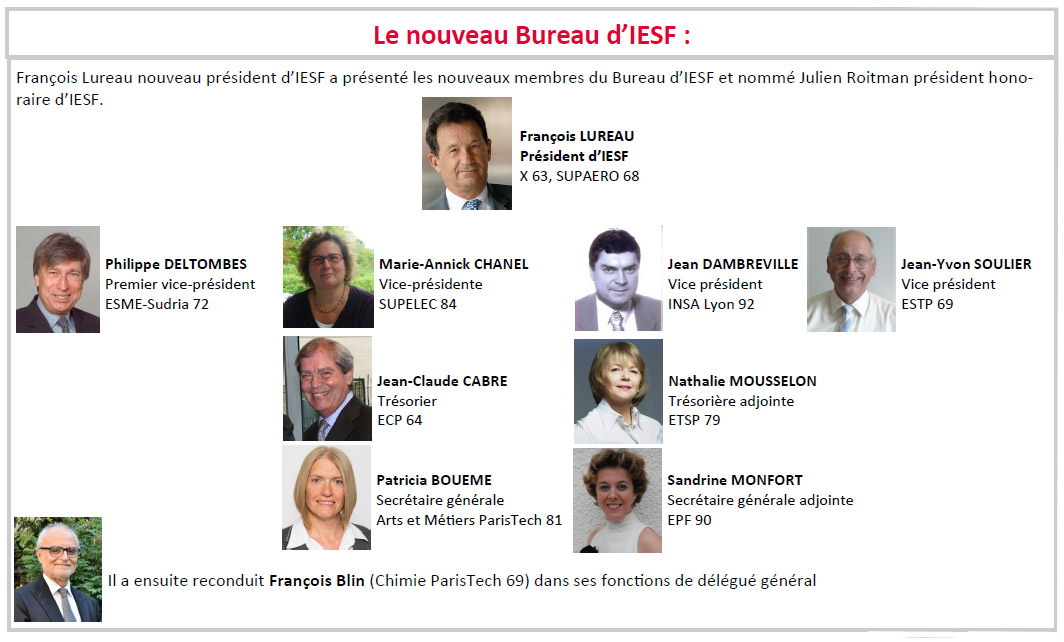 Le nouveau Bureau d’IESF :
François Lureau nouveau président d’IESF a présenté les nouveaux membres du Bureau d’IESF et nommé Julien Roitman président hono-
raire d’IESF.
François LUREAU
Président d’IESF
X 63, SUPAERO 68
Philippe DELTOMBES
Premier vice-président
ESME-Sudria 72
Marie-Annick CHANEL
Vice-présidente
SUPELEC 84
Jean DAMBREVILLE
Vice président
INSA Lyon 92
Jean-Yvon SOULIER
Vice président
ESTP 69
Jean-Claude CABRE
Trésorier
ECP 64
Nathalie MOUSSELON
Trésorière adjointe
ETSP 79
Patricia BOUEME
Secrétaire générale
Arts et Métiers ParisTech 81
Sandrine MONFORT
Secrétaire générale adjointe
EPF 90
Il a ensuite reconduit François Blin (Chimie ParisTech 69) dans ses fonctions de délégué général